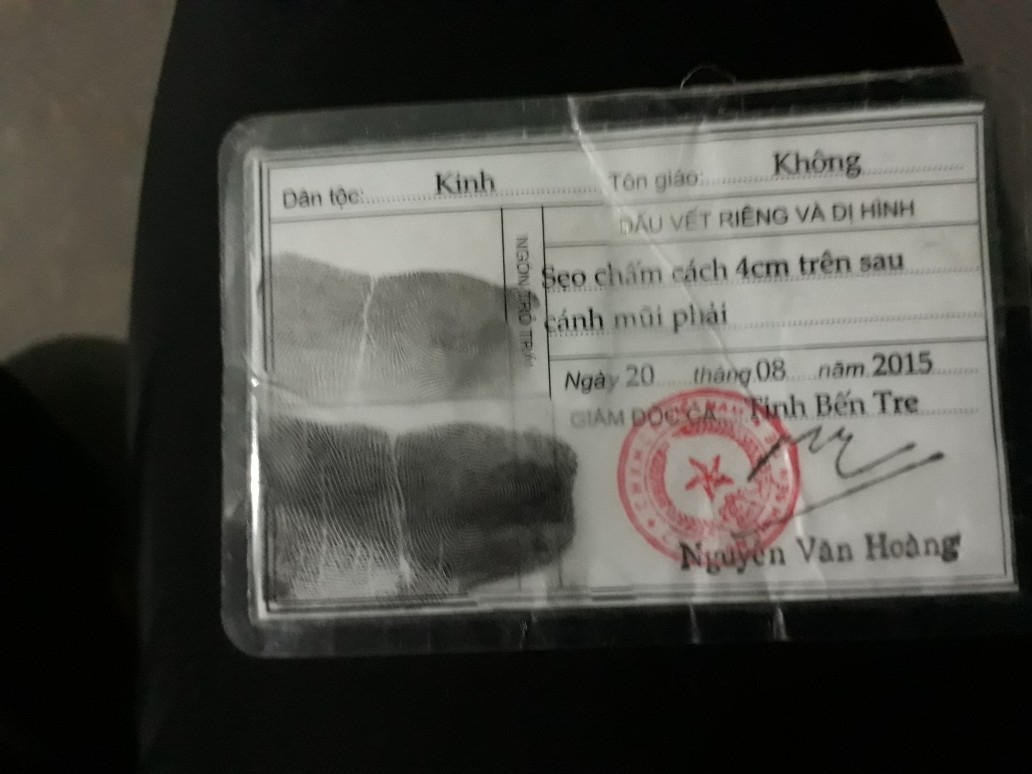 Dân tộc: Kinh Tôn giáo: Không
DẤU VẾT RIÊNG VÀ DỊ HÌNH
NGÓN TRỎ
Sẹo chấm cách 4cm trên sau
cánh mũi phải
Ngày 20 tháng 08 năm 2015
GIÁM ĐỐC CA Tỉnh Bến Tre
Nguyễn Văn Hoàng